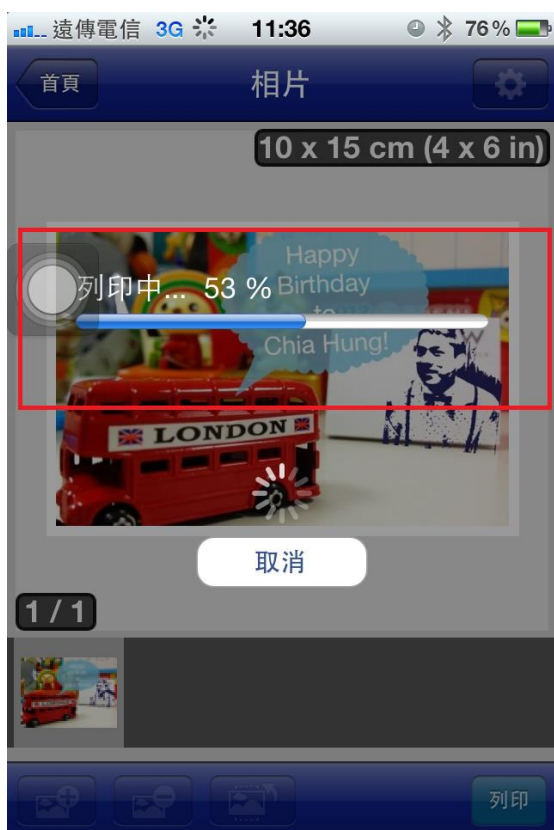 遠傳電信 3G 11:36 76%
首頁 相片
10 x 15 cm (4 x 6 in)
Happy
列印中... 53 % Birthday
to
Chia Hung!
LONDON
取消
1 / 1
列印